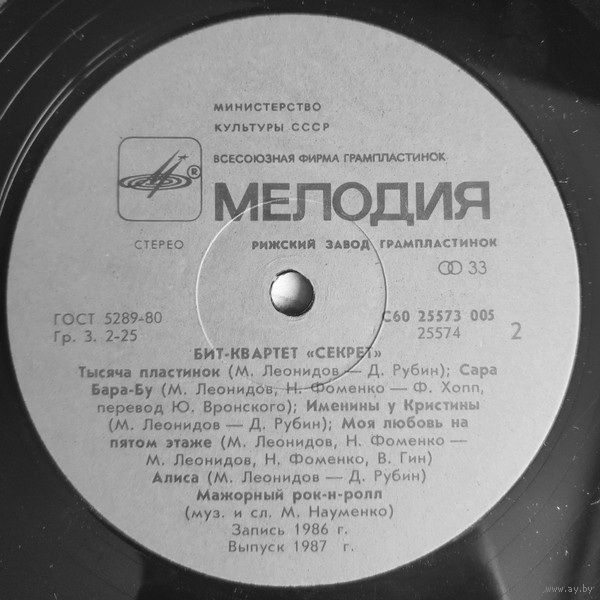 МИНИСТЕРСТВО
КУЛЬТУРЫ СССР
ВСЕСОЮЗНАЯ ФИРМА ГРАМПЛАСТИНОК
®
МЕЛОДИЯ
СТЕРЕО
РИЖСКИЙ ЗАВОД ГРАМПЛАСТИНОК
33
ГОСТ 5289-80
Гр. 3. 2-25
С60 25573 005
25574
2
БИТ-КВАРТЕТ «СЕКРЕТ»
Тысяча пластинок (М. Леонидов — Д. Рубин); Сара
Бара-Бу (М. Леонидов, Н. Фоменко — Ф. Хопп,
перевод Ю. Вронского); Именины у Кристины
(М. Леонидов — Д. Рубин); Моя любовь на
пятом этаже (М. Леонидов, Н. Фоменко —
М. Леонидов, Н. Фоменко, В. Гин)
Алиса (М. Леонидов — Д. Рубин)
Мажорный рок-н-ролл
(муз. и сл. М. Науменко)
Запись 1986 г.
Выпуск 1987 г.
www.ay.by